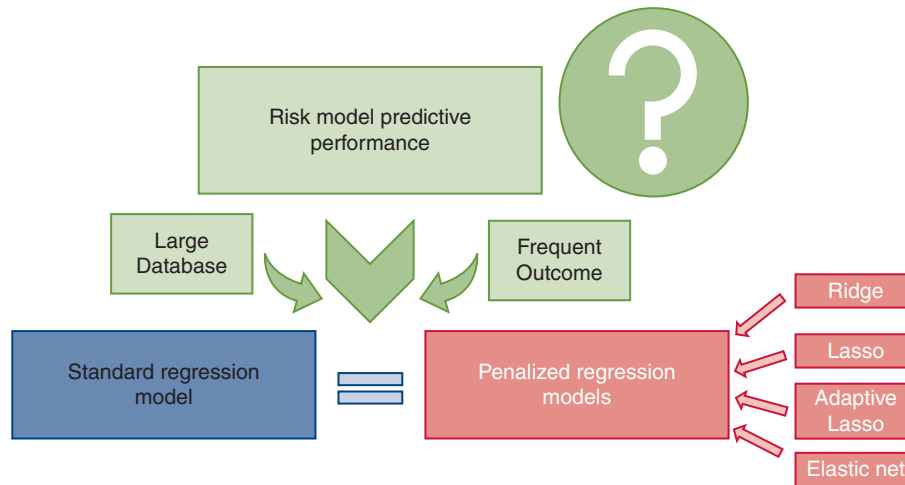 Risk model predictive
performance
?
Large
Database
Frequent
Outcome
Standard regression
model
=
Penalized regression
models
Ridge
Lasso
Adaptive
Lasso
Elastic net